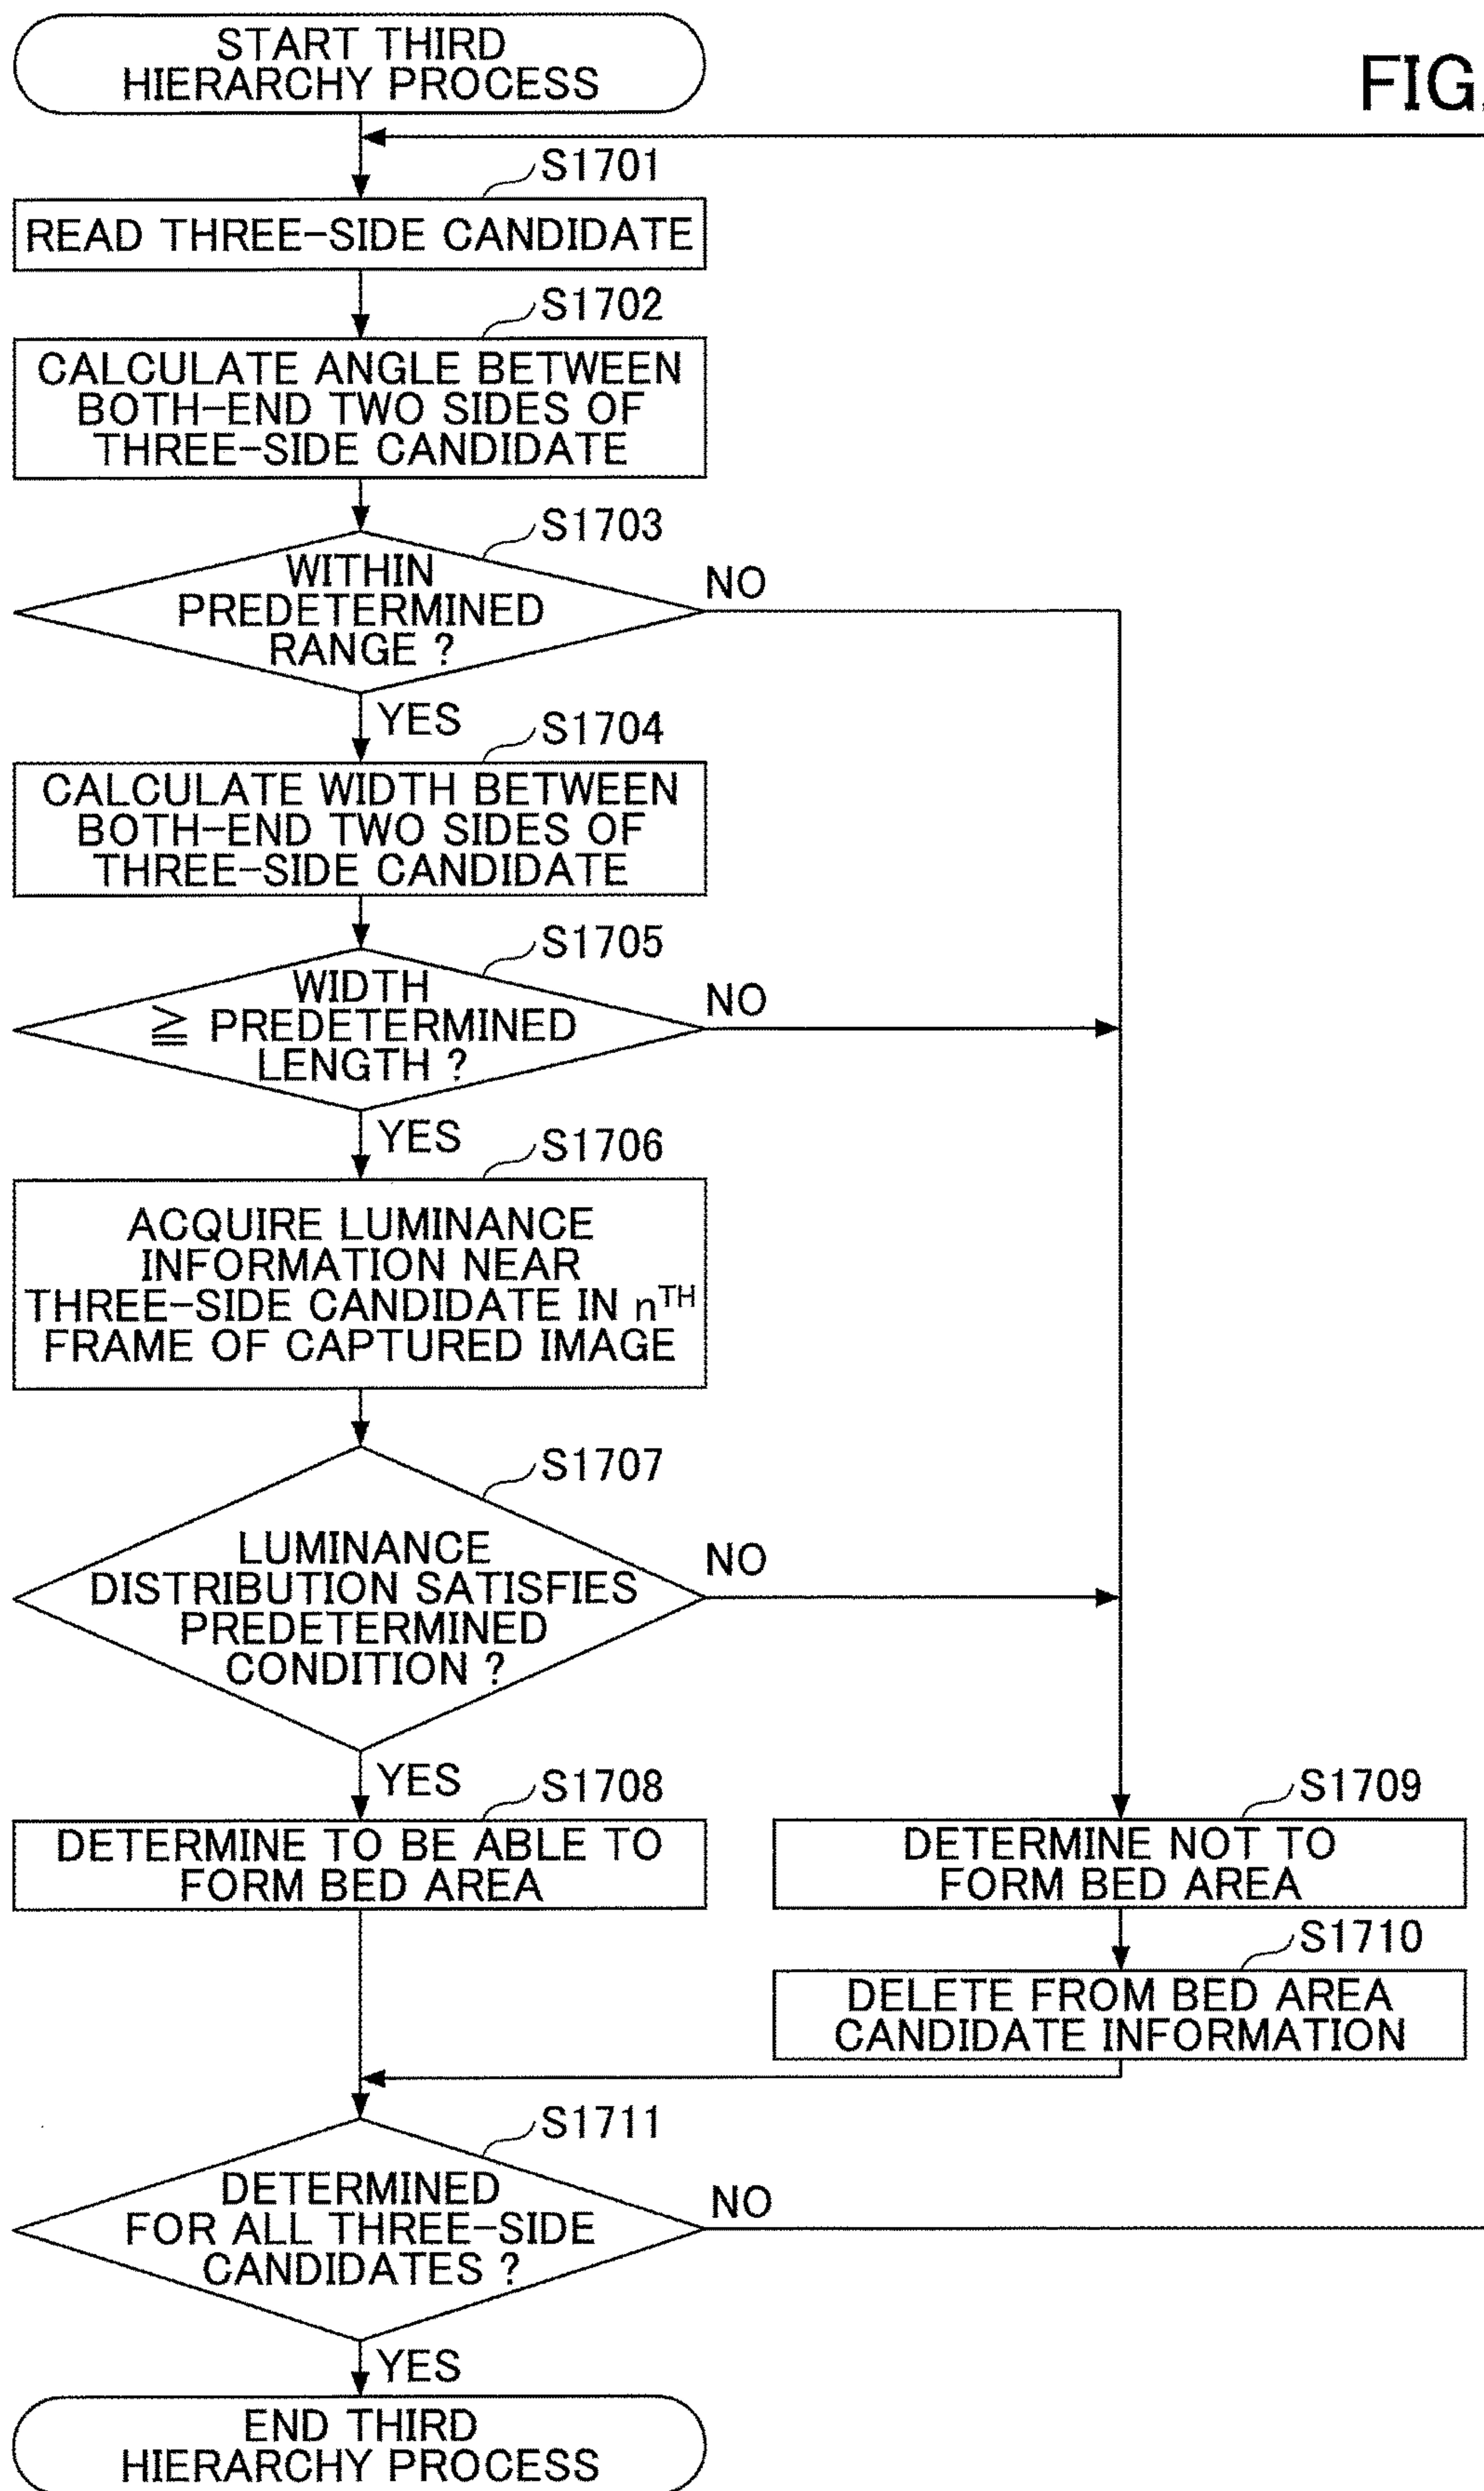 START THIRD
HIERARCHY PROCESS
FIG.
S1701
READ THREE-SIDE CANDIDATE
S1702
CALCULATE ANGLE BETWEEN
BOTH-END TWO SIDES OF
THREE-SIDE CANDIDATE
S1703
WITHIN
PREDETERMINED
RANGE ?
NO
YES
S1704
CALCULATE WIDTH BETWEEN
BOTH-END TWO SIDES OF
THREE-SIDE CANDIDATE
S1705
WIDTH
≧ PREDETERMINED
LENGTH ?
NO
YES
S1706
ACQUIRE LUMINANCE
INFORMATION NEAR
THREE-SIDE CANDIDATE IN nTH
FRAME OF CAPTURED IMAGE
S1707
LUMINANCE
DISTRIBUTION SATISFIES
PREDETERMINED
CONDITION ?
NO
YES
S1708
DETERMINE TO BE ABLE TO
FORM BED AREA
S1709
DETERMINE NOT TO
FORM BED AREA
S1710
DELETE FROM BED AREA
CANDIDATE INFORMATION
S1711
DETERMINED
FOR ALL THREE-SIDE
CANDIDATES ?
NO
YES
END THIRD
HIERARCHY PROCESS